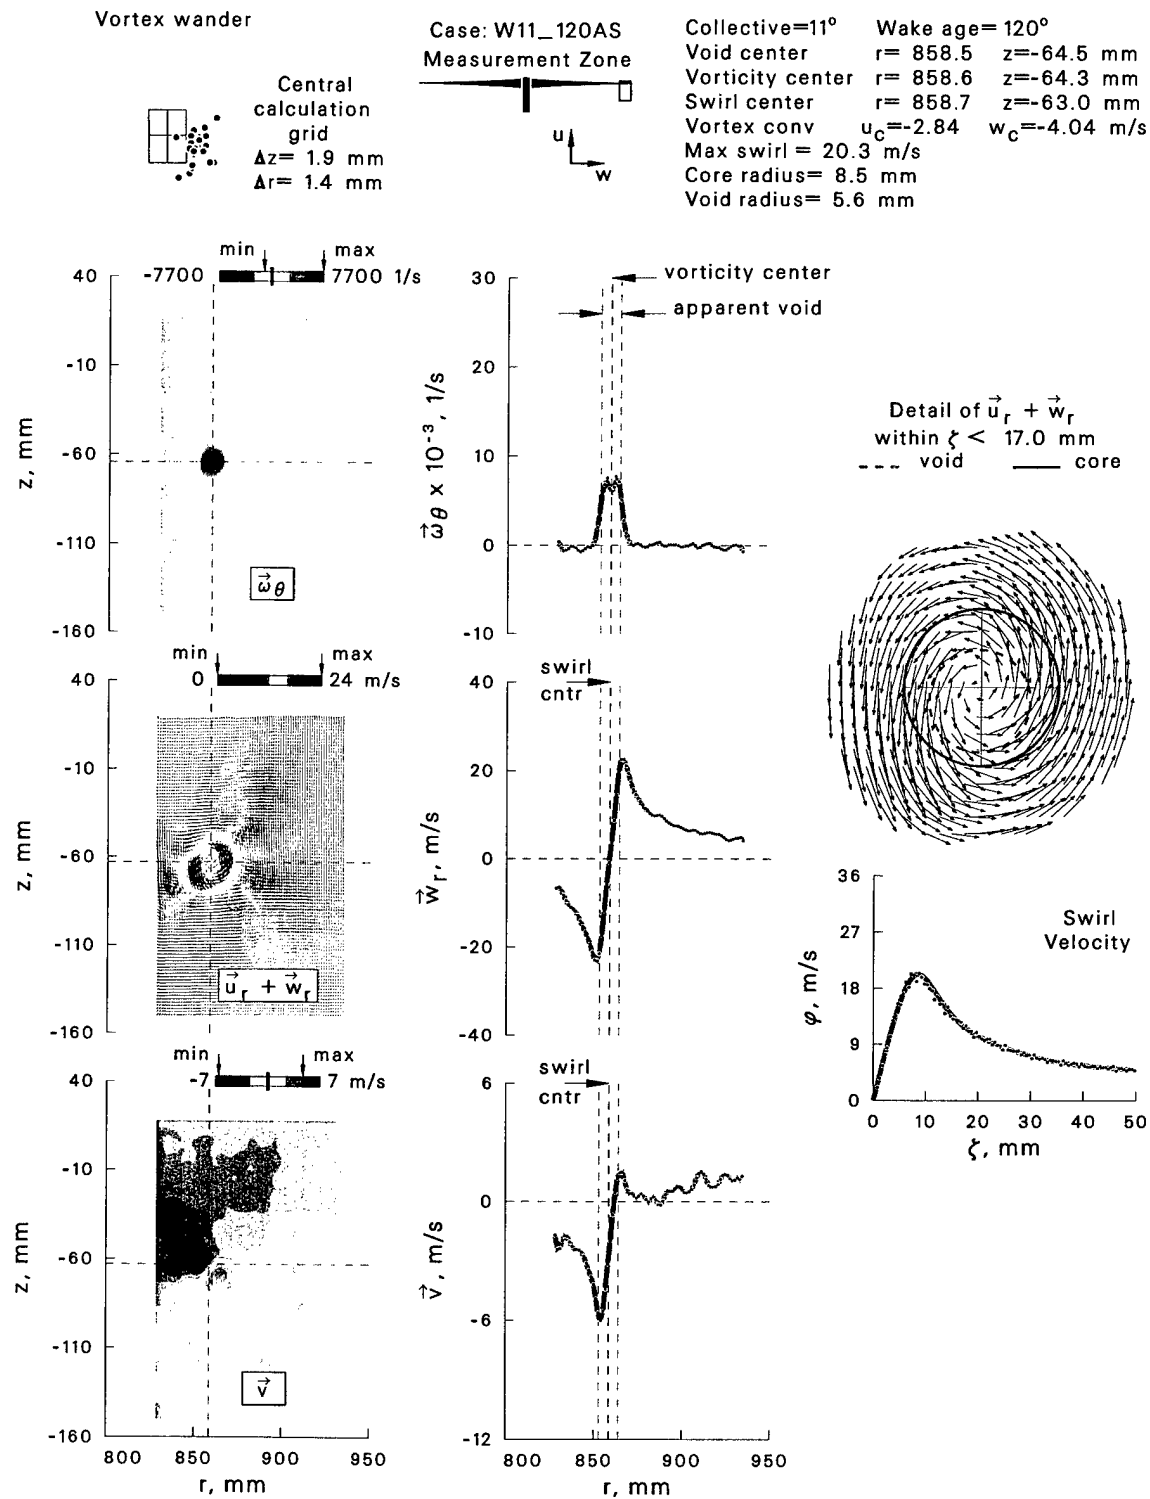 Vortex wander
Central
calculation
grid
Δz= 1.9 mm
Δr= 1.4 mm
Case: W11_120AS
Measurement Zone
u
w
Collective=11° Wake age= 120°
Void center r= 858.5 z=-64.5 mm
Vorticity center r= 858.6 z=-64.3 mm
Swirl center r= 858.7 z=-63.0 mm
Vortex conv u_c=-2.84 w_c=-4.04 m/s
Max swirl = 20.3 m/s
Core radius= 8.5 mm
Void radius= 5.6 mm
min max
-7700 7700 1/s
40
-10
-60
-110
-160
z, mm
ω⃗_θ
30
20
10
0
-10
ω⃗_θ x 10⁻³, 1/s
vorticity center
apparent void
min max
0 24 m/s
40
-10
-60
-110
-160
z, mm
u⃗_r + w⃗_r
swirl
cntr
40
20
0
-20
-40
w⃗_r, m/s
Detail of u⃗_r + w⃗_r
within ζ < 17.0 mm
void core
min max
-7 7 m/s
40
-10
-60
-110
-160
z, mm
v⃗
800 850 900 950
r, mm
swirl
cntr
6
0
-6
-12
v⃗, m/s
800 850 900 950
r, mm
Swirl
Velocity
36
27
18
9
0
φ, m/s
0 10 20 30 40 50
ζ, mm